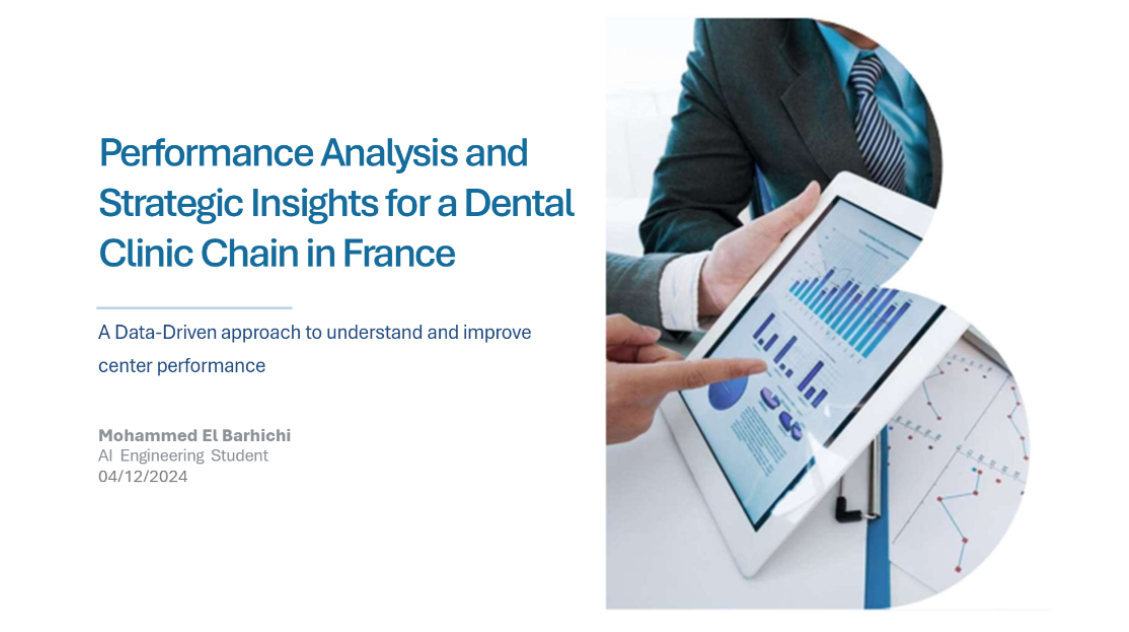 Performance Analysis and
Strategic Insights for a Dental
Clinic Chain in France
A Data-Driven approach to understand and improve
center performance
Mohammed El Barhichi
AI Engineering Student
04/12/2024